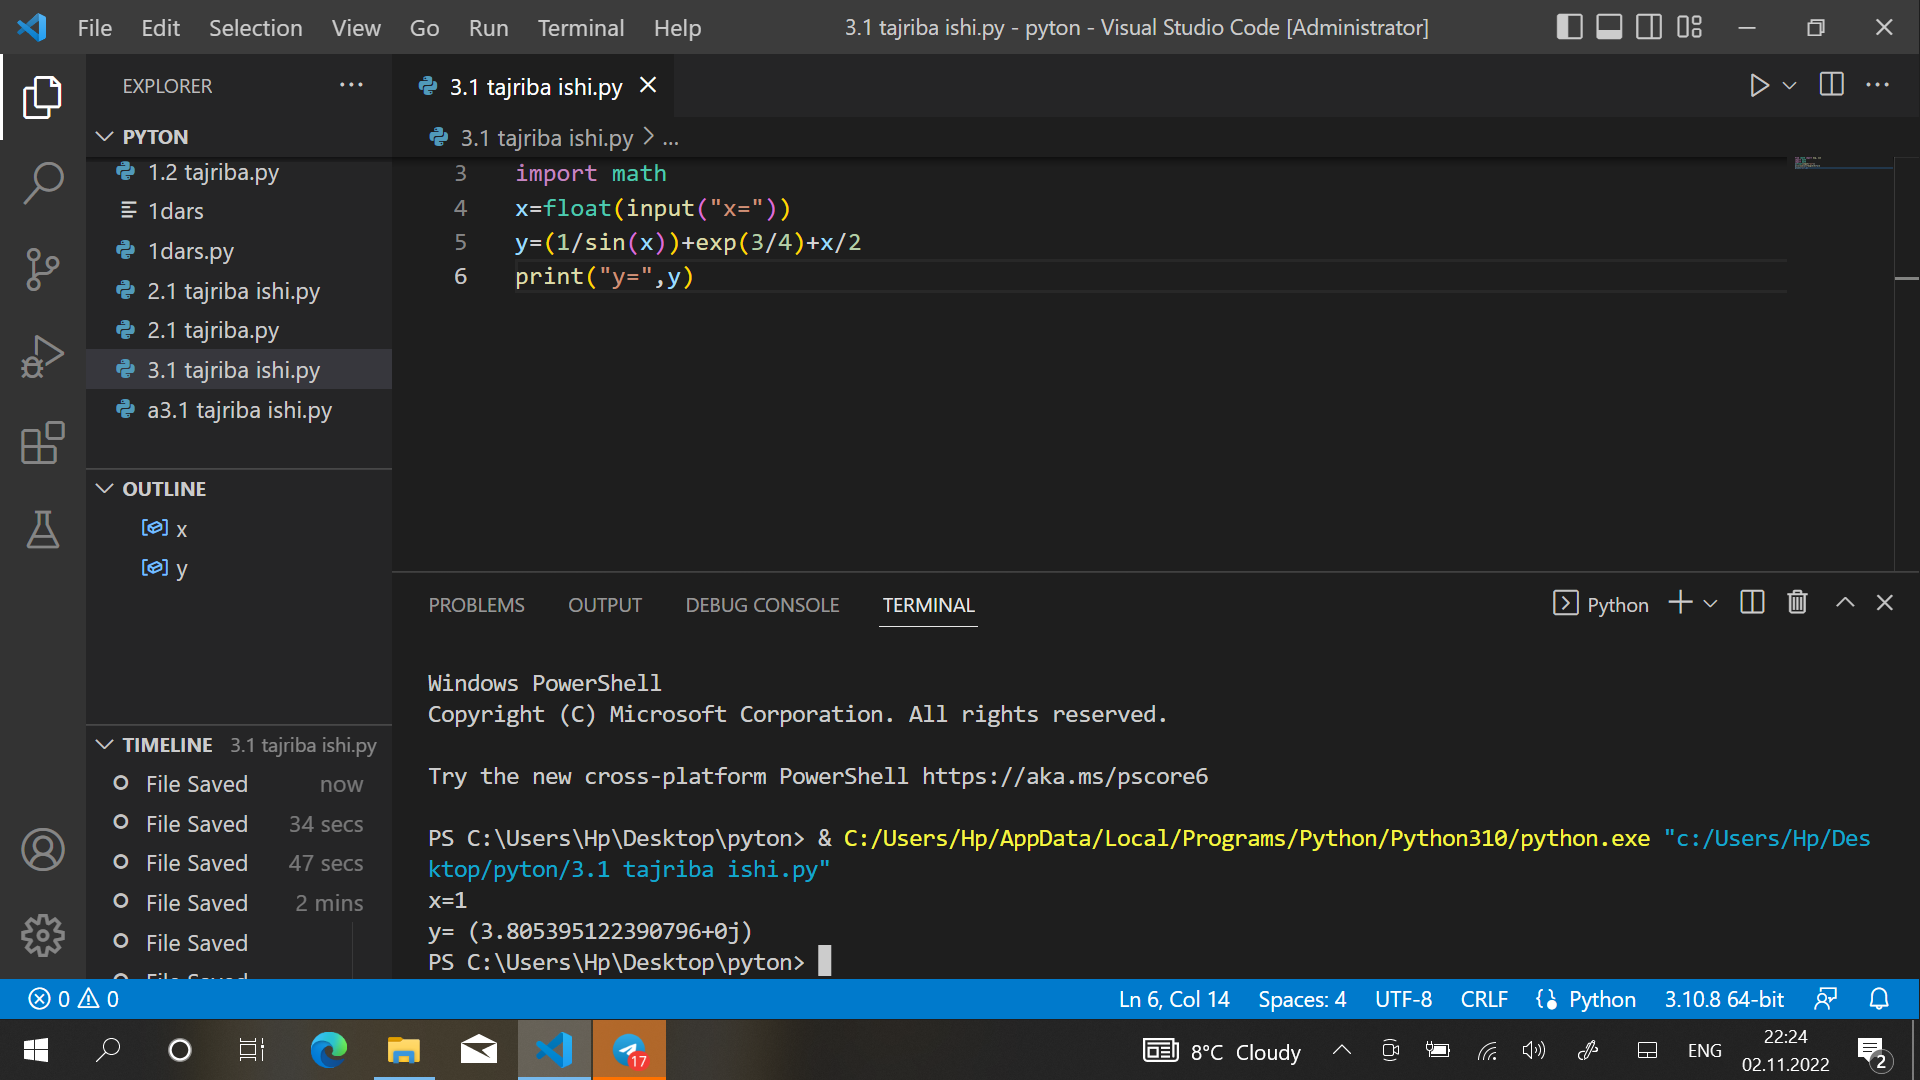 File Edit Selection View Go Run Terminal Help
3.1 tajriba ishi.py - pyton - Visual Studio Code [Administrator]
EXPLORER
PYTON
1.2 tajriba.py
1dars
1dars.py
2.1 tajriba ishi.py
2.1 tajriba.py
3.1 tajriba ishi.py
a3.1 tajriba ishi.py
OUTLINE
x
y
TIMELINE 3.1 tajriba ishi.py
File Saved now
File Saved 34 secs
File Saved 47 secs
File Saved 2 mins
File Saved
3.1 tajriba ishi.py
3.1 tajriba ishi.py > ...
3 import math
4 x=float(input("x="))
5 y=(1/sin(x))+exp(3/4)+x/2
6 print("y=",y)
PROBLEMS OUTPUT DEBUG CONSOLE TERMINAL
Python
Windows PowerShell
Copyright (C) Microsoft Corporation. All rights reserved.
Try the new cross-platform PowerShell https://aka.ms/pscore6
PS C:\Users\Hp\Desktop\pyton> & C:/Users/Hp/AppData/Local/Programs/Python/Python310/python.exe "c:/Users/Hp/Des
ktop/pyton/3.1 tajriba ishi.py"
x=1
y= (3.805395122390796+0j)
PS C:\Users\Hp\Desktop\pyton>
0 0
Ln 6, Col 14 Spaces: 4 UTF-8 CRLF Python 3.10.8 64-bit
17
8°C Cloudy
ENG
22:24
02.11.2022
2